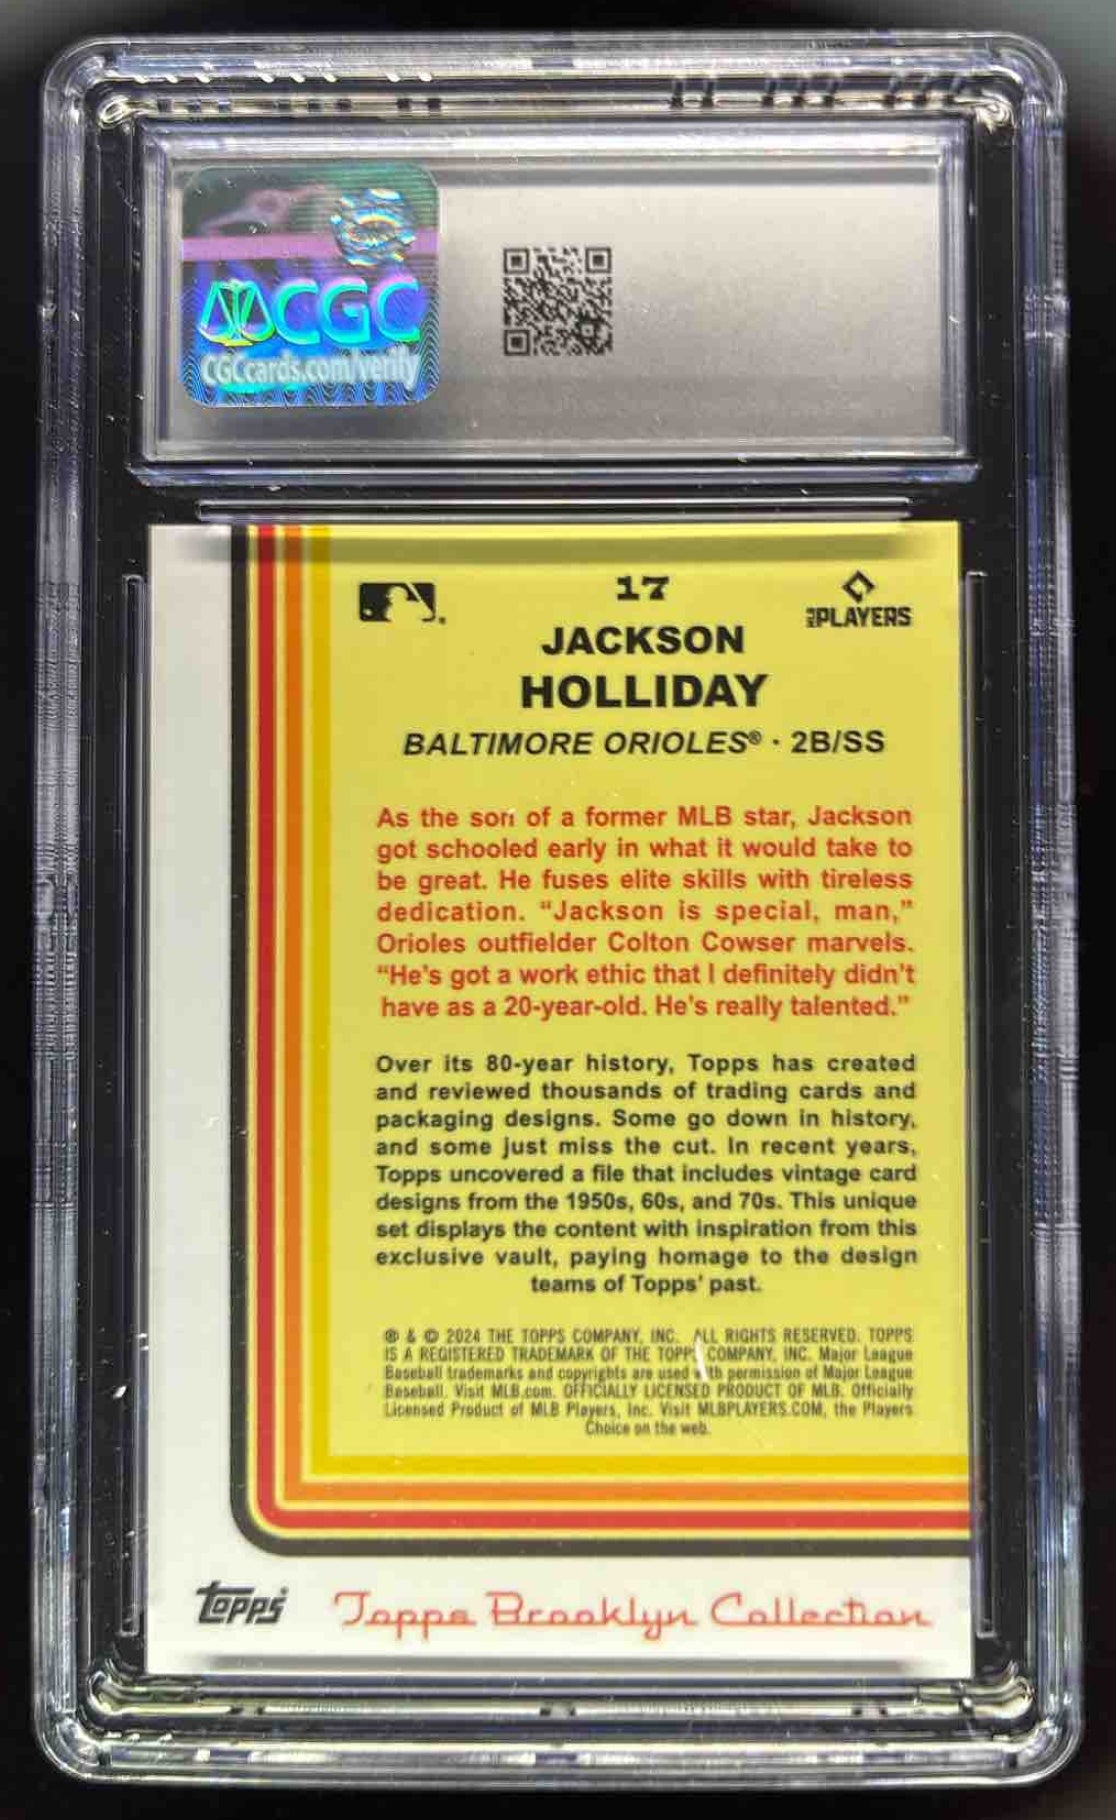 CGC
CGCcards.com/verify
17
PLAYERS
JACKSON
HOLLIDAY
BALTIMORE ORIOLES® · 2B/SS
As the son of a former MLB star, Jackson
got schooled early in what it would take to
be great. He fuses elite skills with tireless
dedication. “Jackson is special, man,”
Orioles outfielder Colton Cowser marvels.
“He’s got a work ethic that I definitely didn’t
have as a 20-year-old. He’s really talented.”
Over its 80-year history, Topps has created
and reviewed thousands of trading cards and
packaging designs. Some go down in history,
and some just miss the cut. In recent years,
Topps uncovered a file that includes vintage card
designs from the 1950s, 60s, and 70s. This unique
set displays the content with inspiration from this
exclusive vault, paying homage to the design
teams of Topps’ past.
® & © 2024 THE TOPPS COMPANY, INC. ALL RIGHTS RESERVED. TOPPS
IS A REGISTERED TRADEMARK OF THE TOPPS COMPANY, INC. Major League
Baseball trademarks and copyrights are used with permission of Major League
Baseball. Visit MLB.com. OFFICIALLY LICENSED PRODUCT OF MLB. Officially
Licensed Product of MLB Players, Inc. Visit MLBPLAYERS.COM, the Players
Choice on the web.
topps Topps Brooklyn Collection